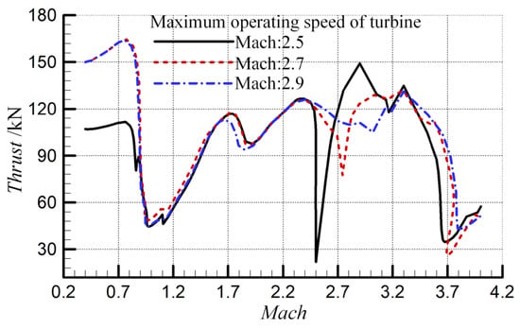 Maximum operating speed of turbine
Mach:2.5
Mach:2.7
Mach:2.9
Thrust /kN
180
150
120
90
60
30
0.2 0.7 1.2 1.7 2.2 2.7 3.2 3.7 4.2
Mach